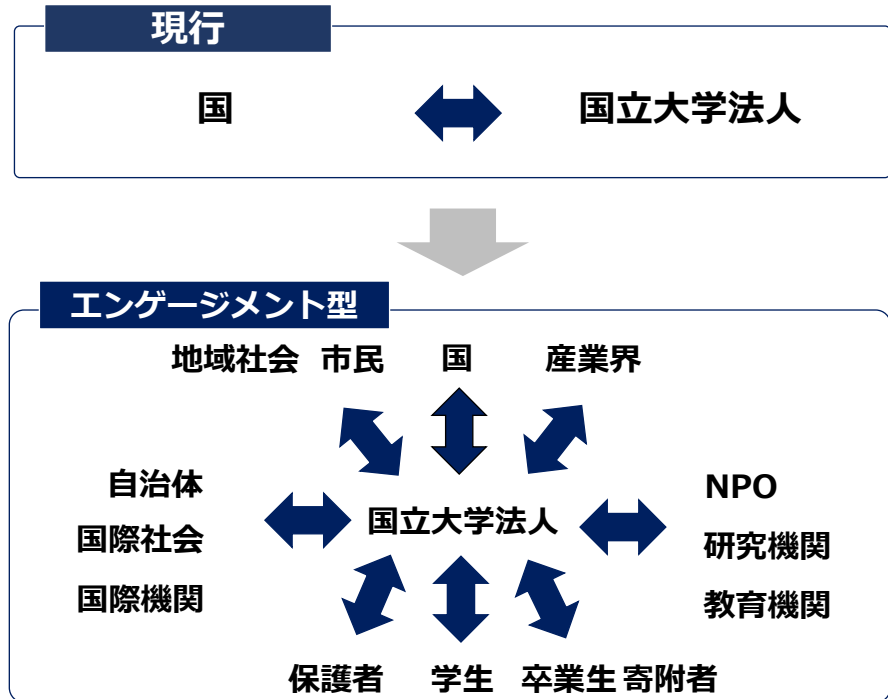 現行
国 国立大学法人
エンゲージメント型
地域社会 市民 国 産業界
自治体 NPO
国立大学法人
国際社会 研究機関
国際機関 教育機関
保護者 学生 卒業生 寄附者